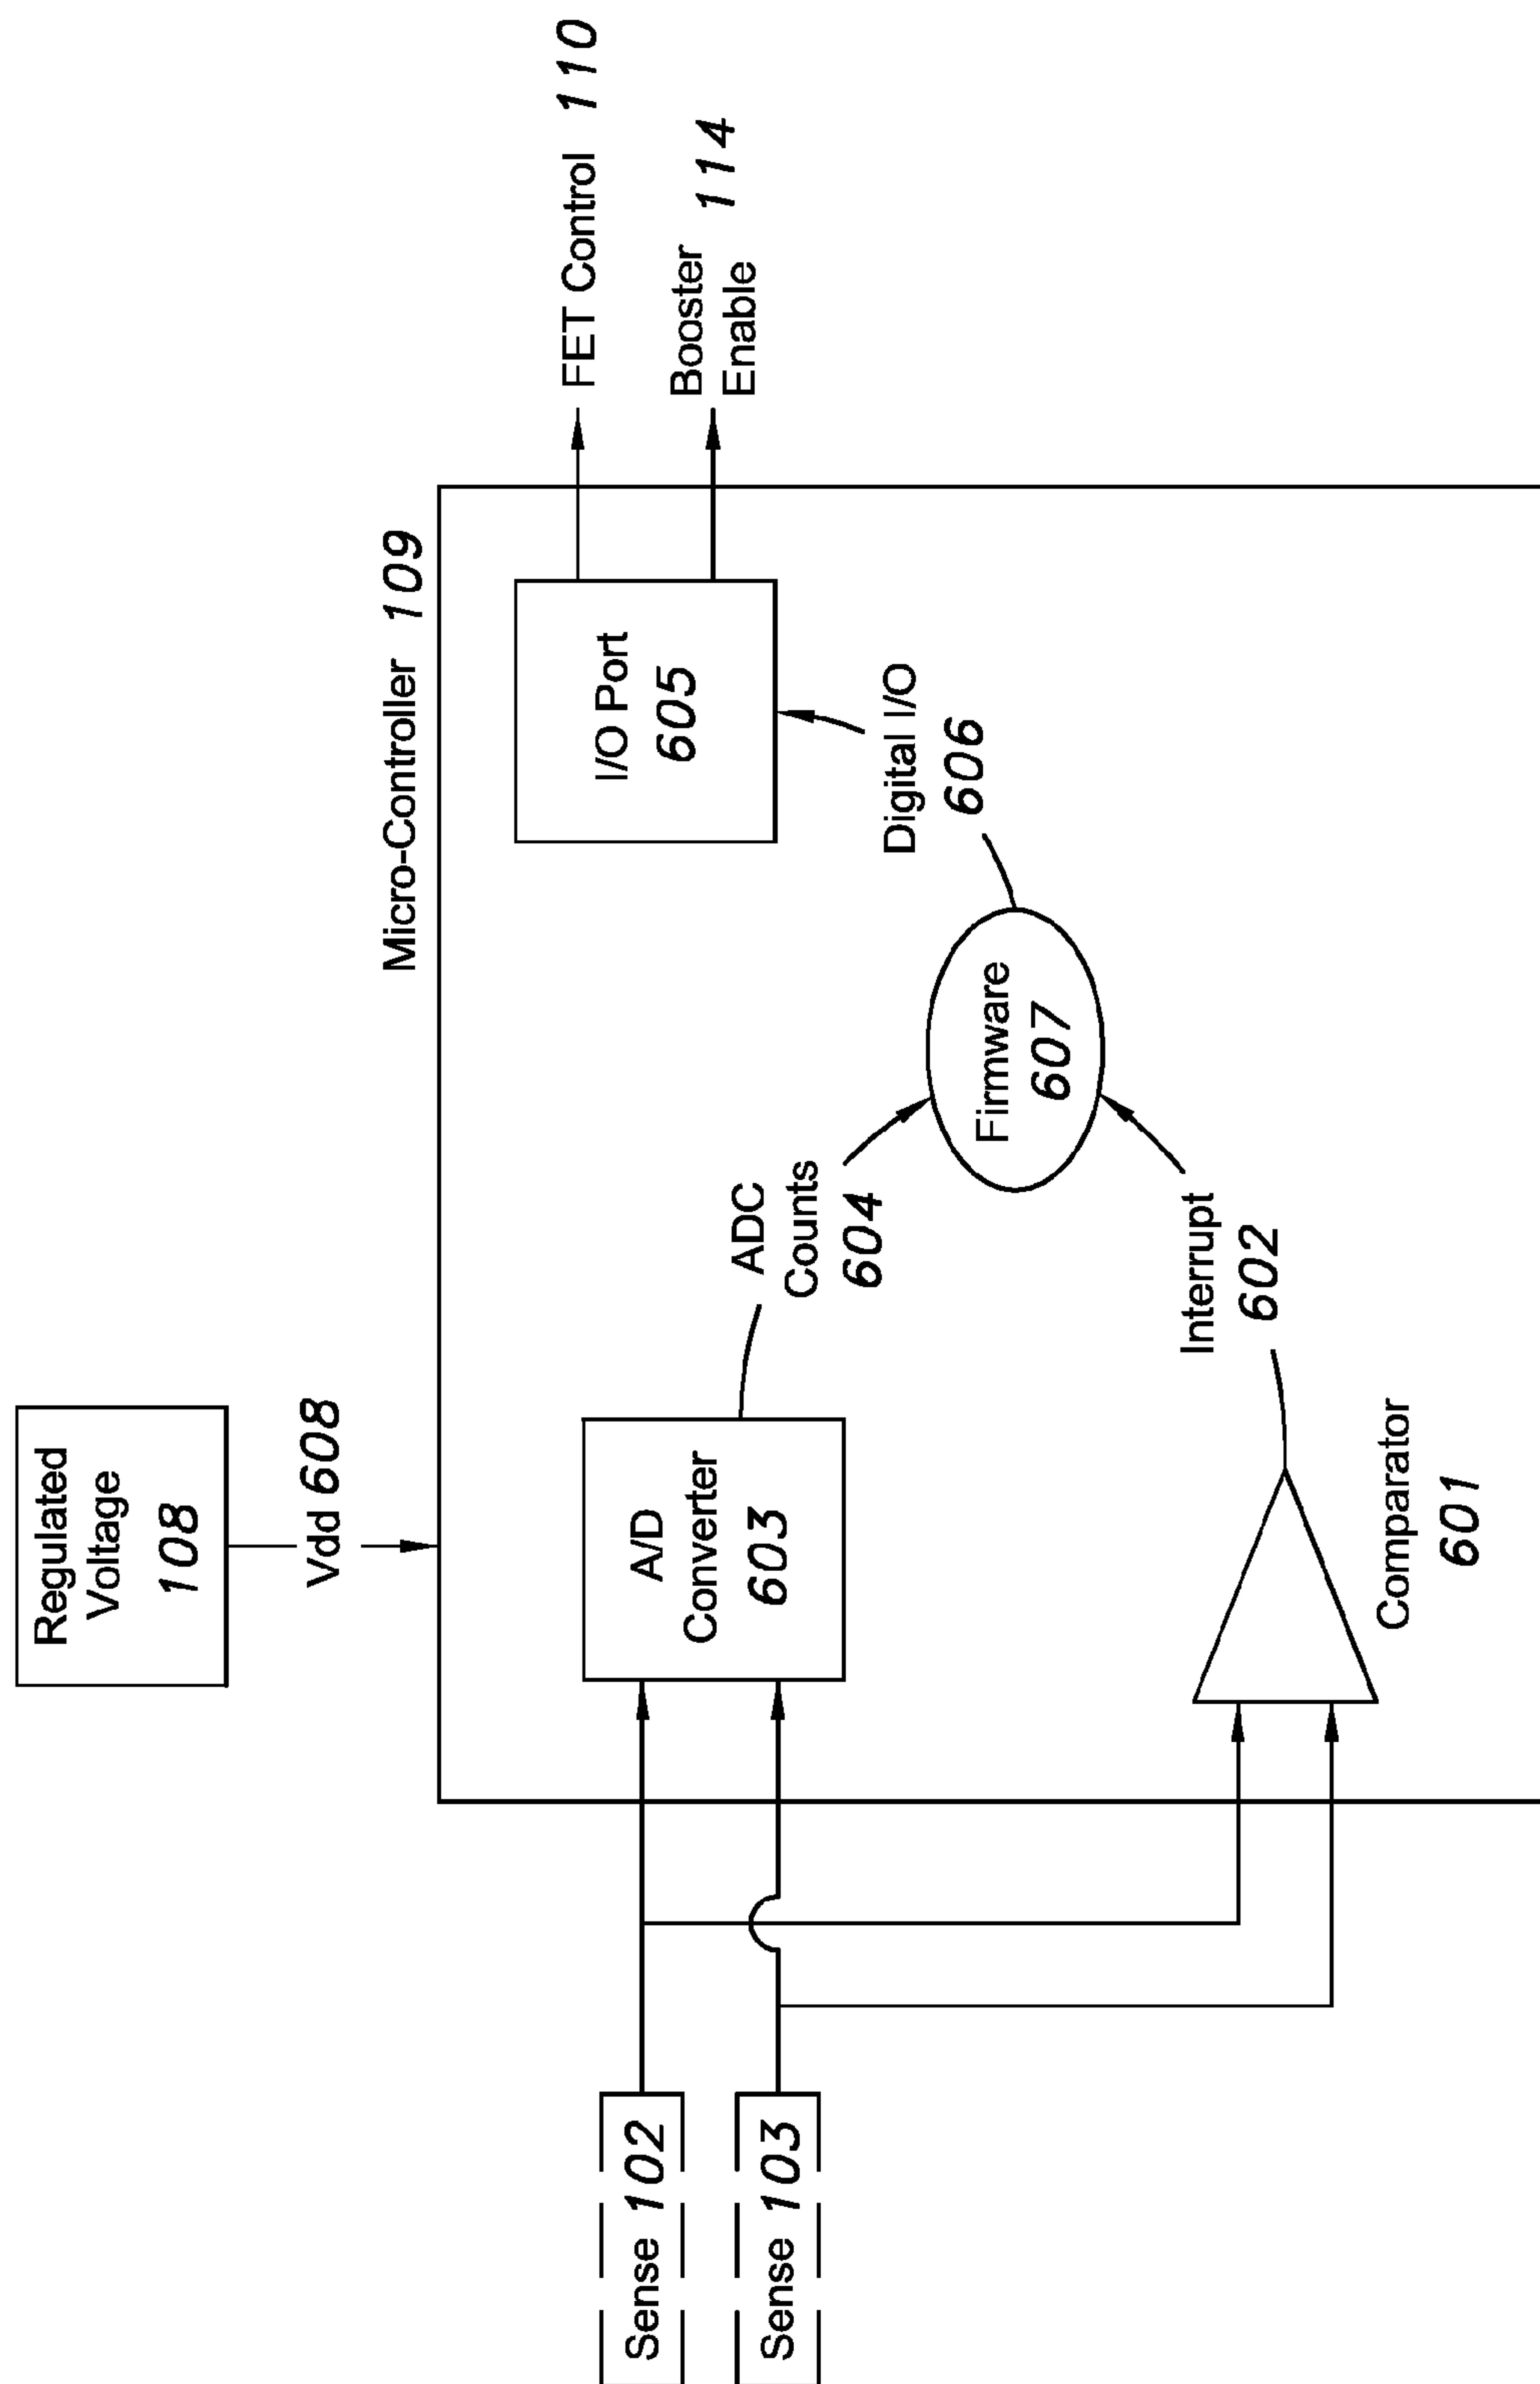 Regulated
Voltage
108
Vdd 608
Micro-Controller 109
FET Control 110
Booster 114
Enable
I/O Port
605
Digital I/O
606
A/D
Converter
603
ADC
Counts
604
Firmware
607
Interrupt
602
Comparator
601
Sense 102
Sense 103